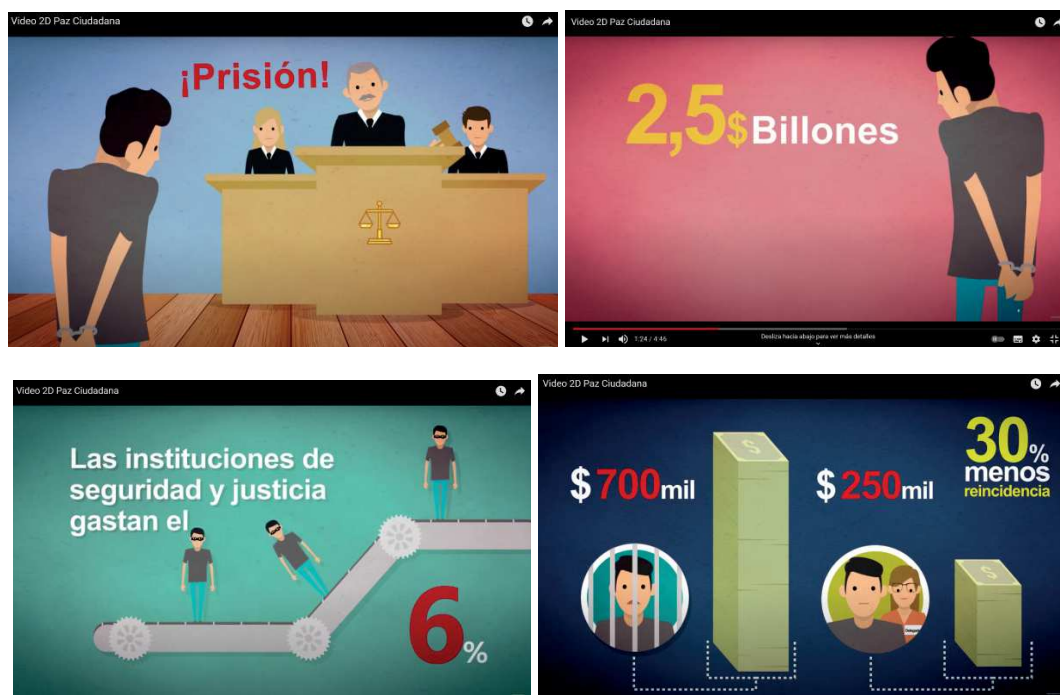 Video 2D Paz Ciudadana
¡Prisión!
Video 2D Paz Ciudadana
2,5$Billones
1:24 / 4:46
Desliza hacia abajo para ver más detalles
Video 2D Paz Ciudadana
Las instituciones de
seguridad y justicia
gastan el
6%
Video 2D Paz Ciudadana
$700mil
$250mil
30%
menos
reincidencia